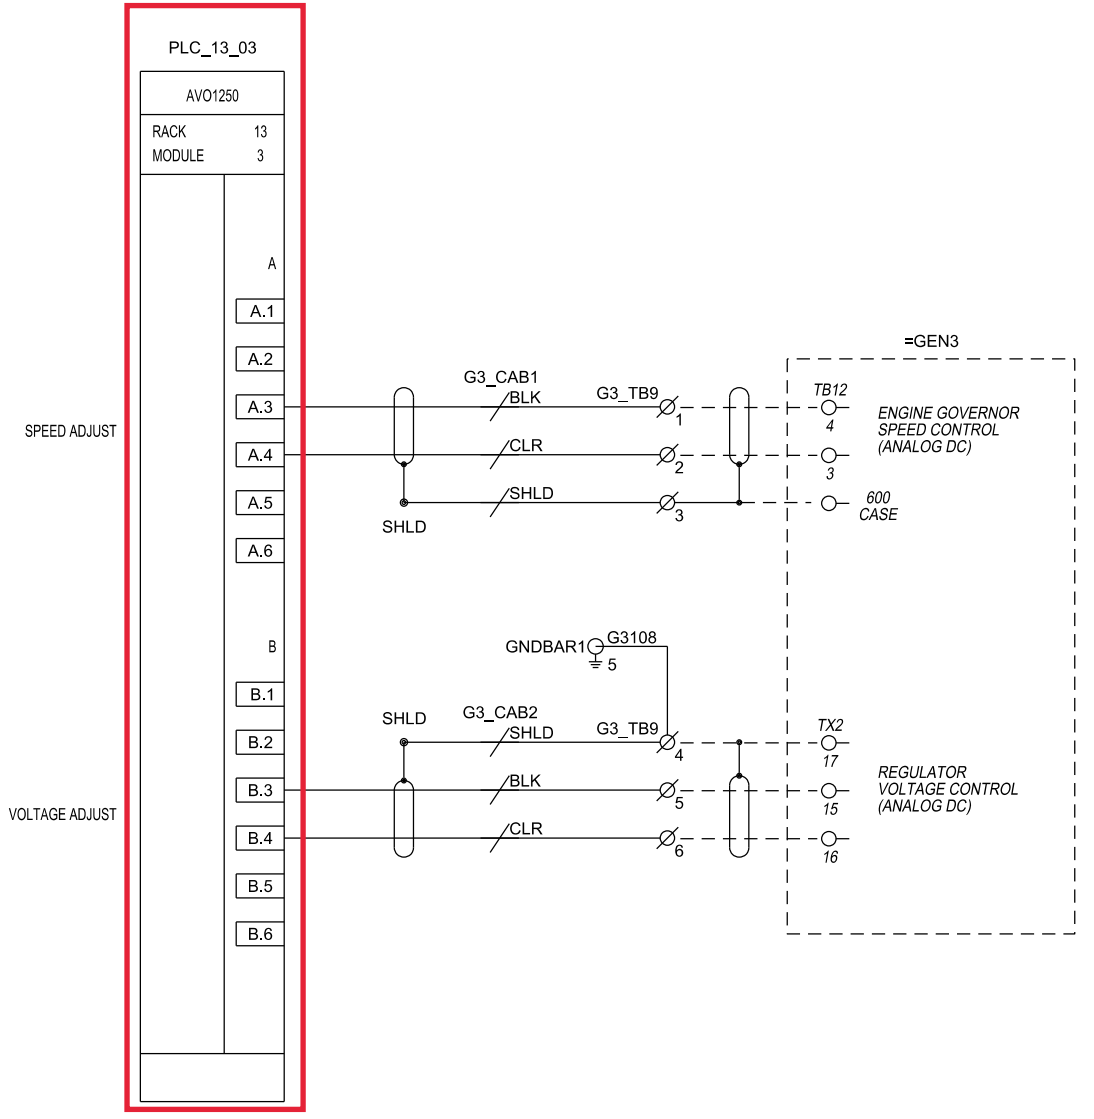 PLC_13_03
AVO1250
RACK 13
MODULE 3
A
A.1
A.2
A.3
A.4
A.5
A.6
SPEED ADJUST
B
B.1
B.2
B.3
B.4
B.5
B.6
VOLTAGE ADJUST
G3_CAB1
BLK
G3_TB9
1
CLR
2
SHLD
3
SHLD
=GEN3
TB12
4
3
600
CASE
ENGINE GOVERNOR
SPEED CONTROL
(ANALOG DC)
GNDBAR1
G3108
5
SHLD
G3_CAB2
SHLD
G3_TB9
4
BLK
5
CLR
6
TX2
17
15
16
REGULATOR
VOLTAGE CONTROL
(ANALOG DC)